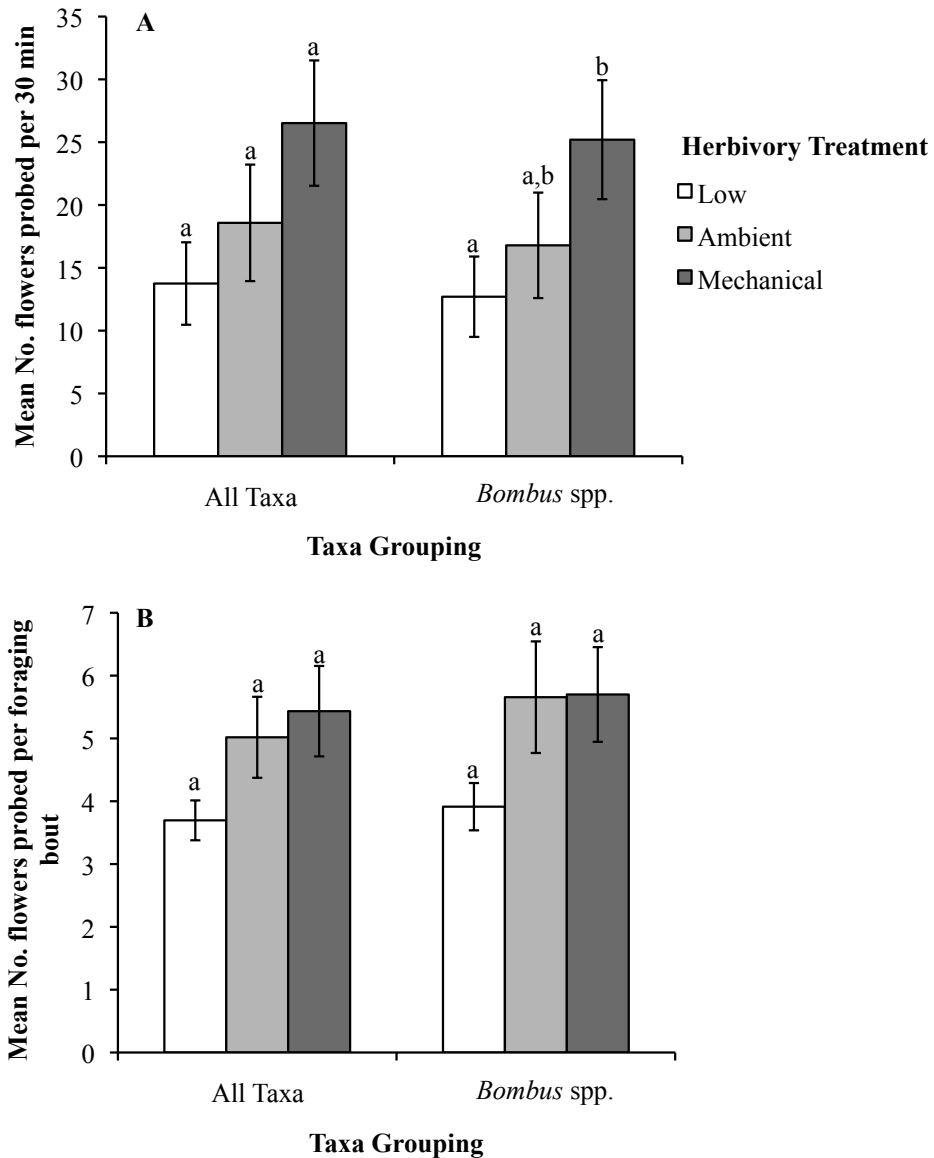 A
Mean No. flowers probed per 30 min
35
30
25
20
15
10
5
0
a
a
a
a
a,b
b
All Taxa
Bombus spp.
Taxa Grouping
Herbivory Treatment
Low
Ambient
Mechanical
B
Mean No. flowers probed per foraging
bout
7
6
5
4
3
2
1
0
a
a
a
a
a
a
All Taxa
Bombus spp.
Taxa Grouping